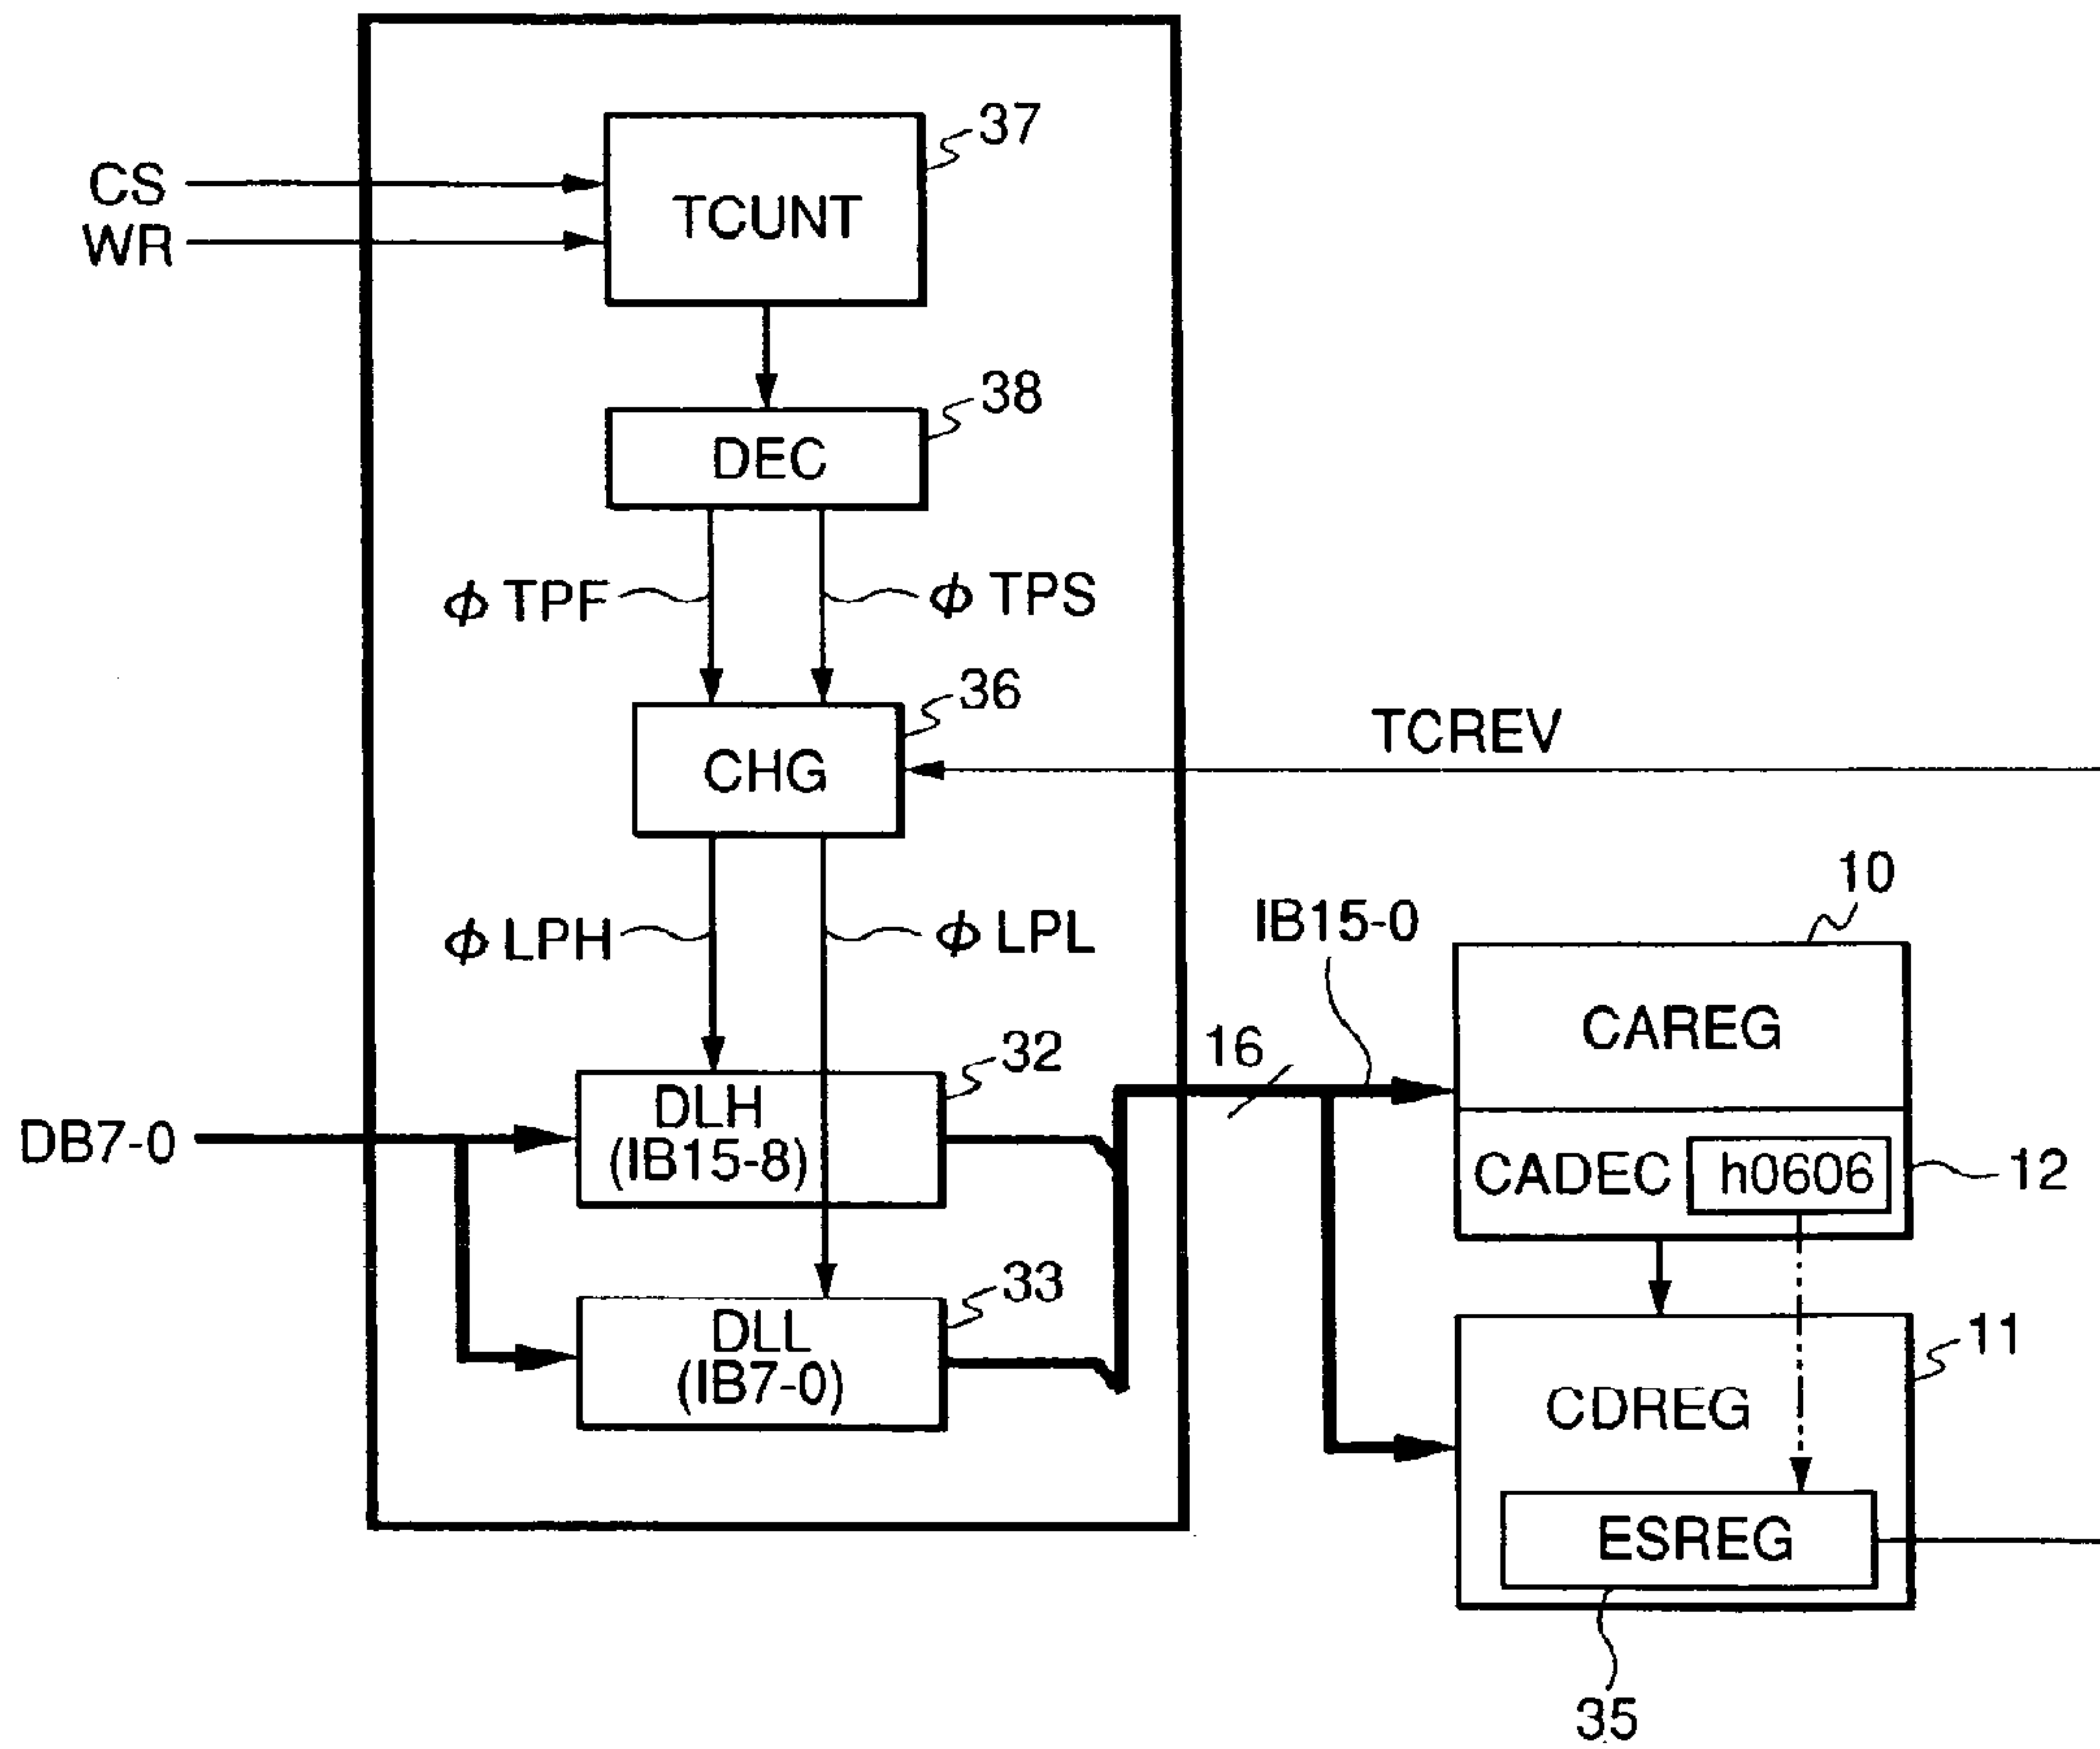 37
CS
TCUNT
WR
38
DEC
ϕ TPF
ϕ TPS
36
TCREV
CHG
10
IB15-0
ϕ LPH
ϕ LPL
CAREG
16
32
DLH
(IB15-8)
DB7-0
CADEC
h0606
12
33
DLL
(IB7-0)
11
CDREG
ESREG
35